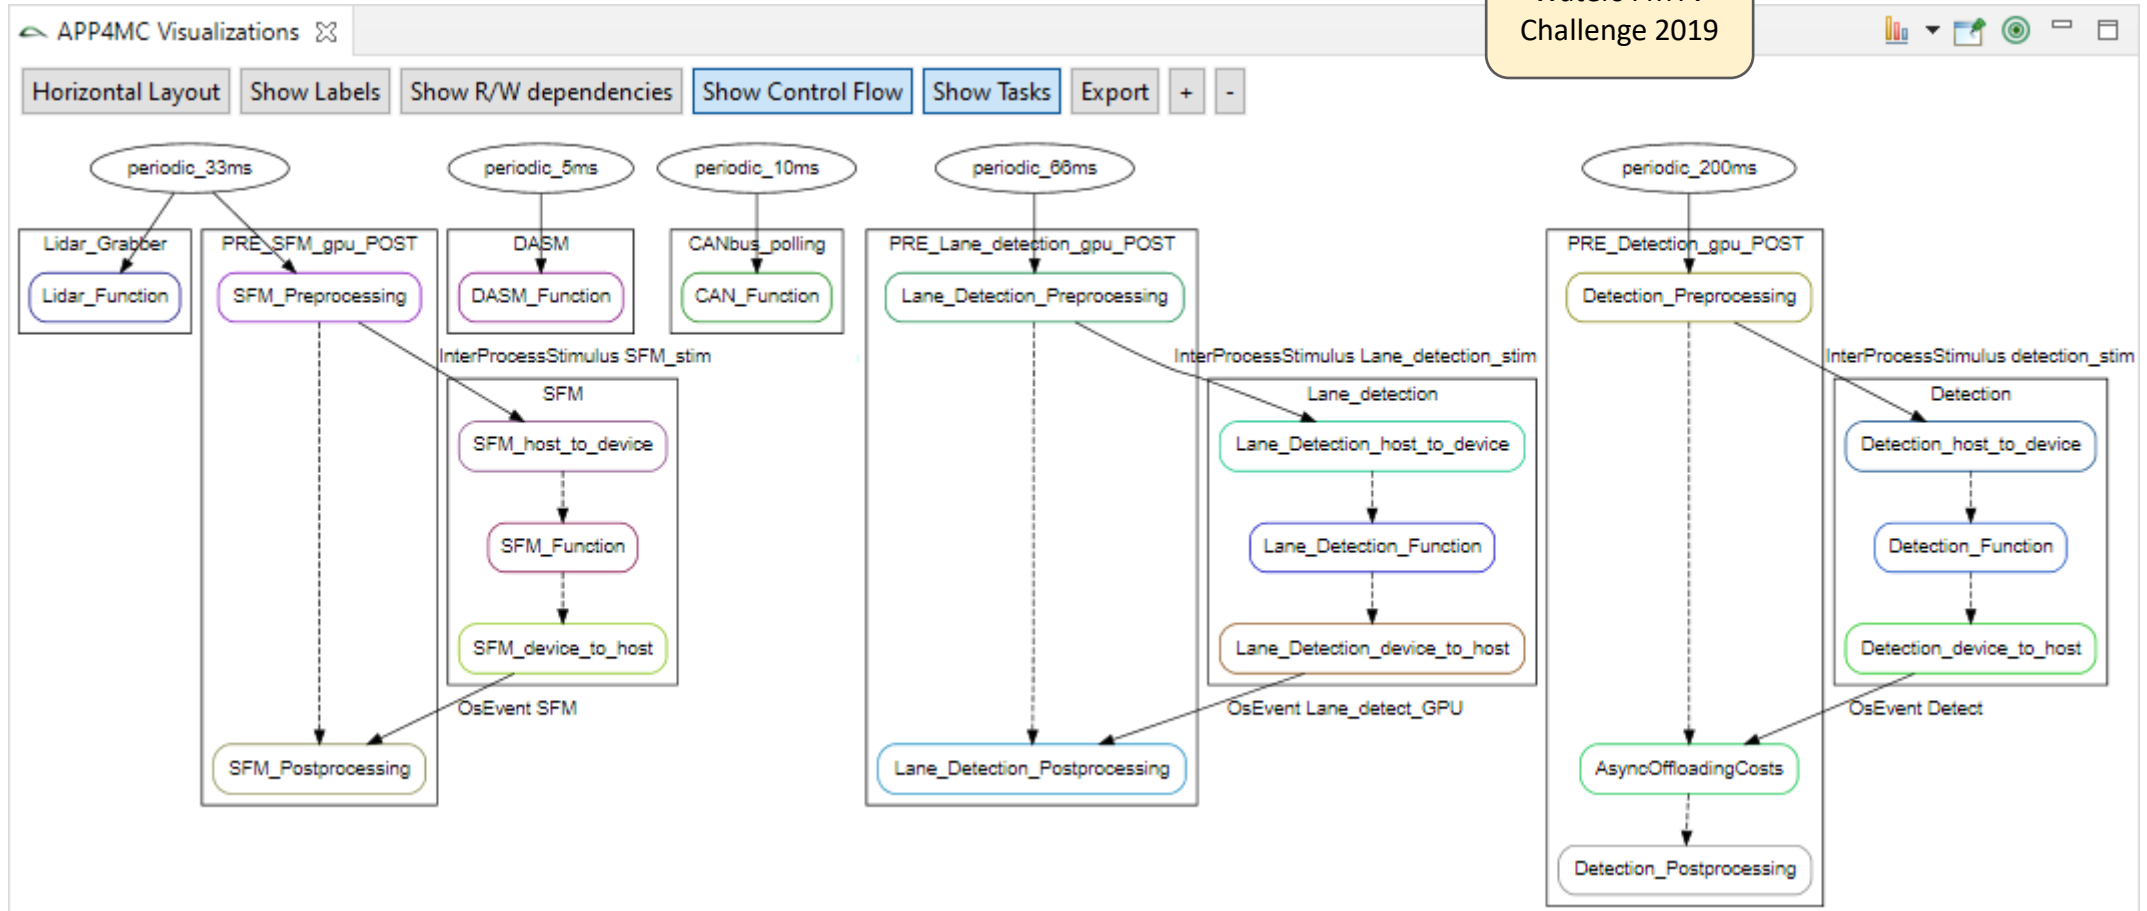 Challenge 2019
APP4MC Visualizations
Horizontal Layout
Show Labels
Show R/W dependencies
Show Control Flow
Show Tasks
Export
+
-
periodic_33ms
periodic_5ms
periodic_10ms
periodic_66ms
periodic_200ms
Lidar_Grabber
PRE_SFM_gpu_POST
DASM
CANbus_polling
PRE_Lane_detection_gpu_POST
PRE_Detection_gpu_POST
Lidar_Function
SFM_Preprocessing
DASM_Function
CAN_Function
Lane_Detection_Preprocessing
Detection_Preprocessing
InterProcessStimulus SFM_stim
InterProcessStimulus Lane_detection_stim
InterProcessStimulus detection_stim
SFM
Lane_detection
Detection
SFM_host_to_device
Lane_Detection_host_to_device
Detection_host_to_device
SFM_Function
Lane_Detection_Function
Detection_Function
SFM_device_to_host
Lane_Detection_device_to_host
Detection_device_to_host
OsEvent SFM
OsEvent Lane_detect_GPU
OsEvent Detect
SFM_Postprocessing
Lane_Detection_Postprocessing
AsyncOffloadingCosts
Detection_Postprocessing